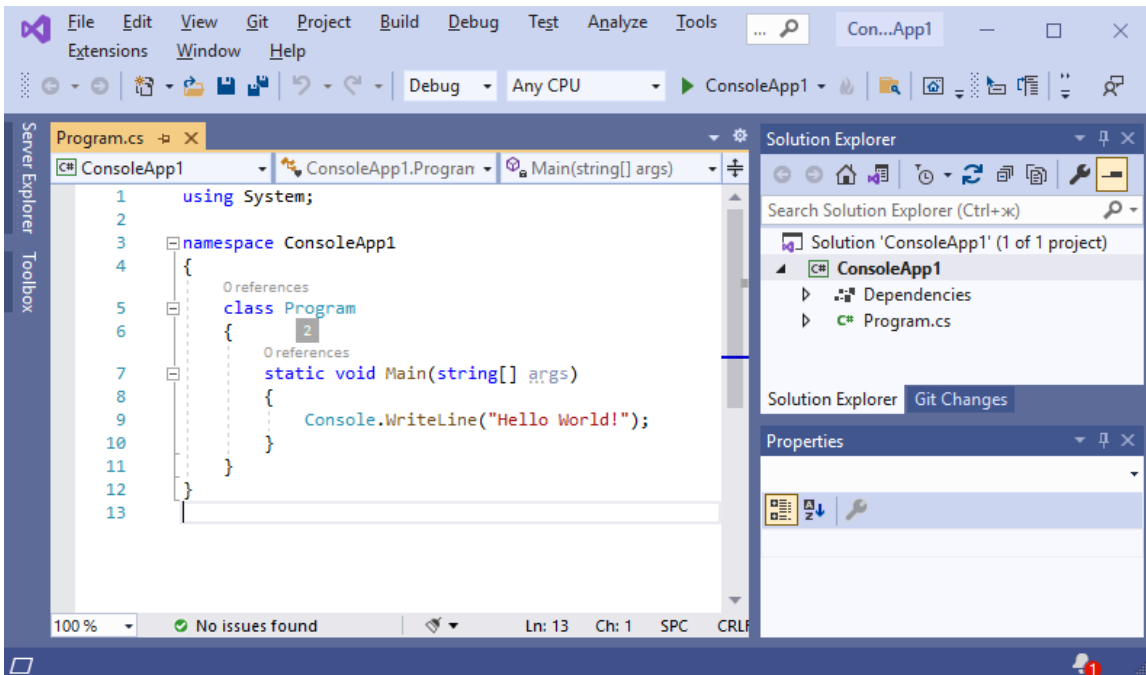 File Edit View Git Project Build Debug Test Analyze Tools ... Con...App1
Extensions Window Help
Debug Any CPU ConsoleApp1
Server Explorer
Toolbox
Program.cs
C# ConsoleApp1 ConsoleApp1.Progran Main(string[] args)
1 using System;
2
3 namespace ConsoleApp1
4 {
0 references
5 class Program
6 { 2
0 references
7 static void Main(string[] args)
8 {
9 Console.WriteLine("Hello World!");
10 }
11 }
12 }
13
100 % No issues found Ln: 13 Ch: 1 SPC CRLF
Solution Explorer
Search Solution Explorer (Ctrl+ж)
Solution 'ConsoleApp1' (1 of 1 project)
C# ConsoleApp1
Dependencies
C# Program.cs
Solution Explorer Git Changes
Properties
A Z
1